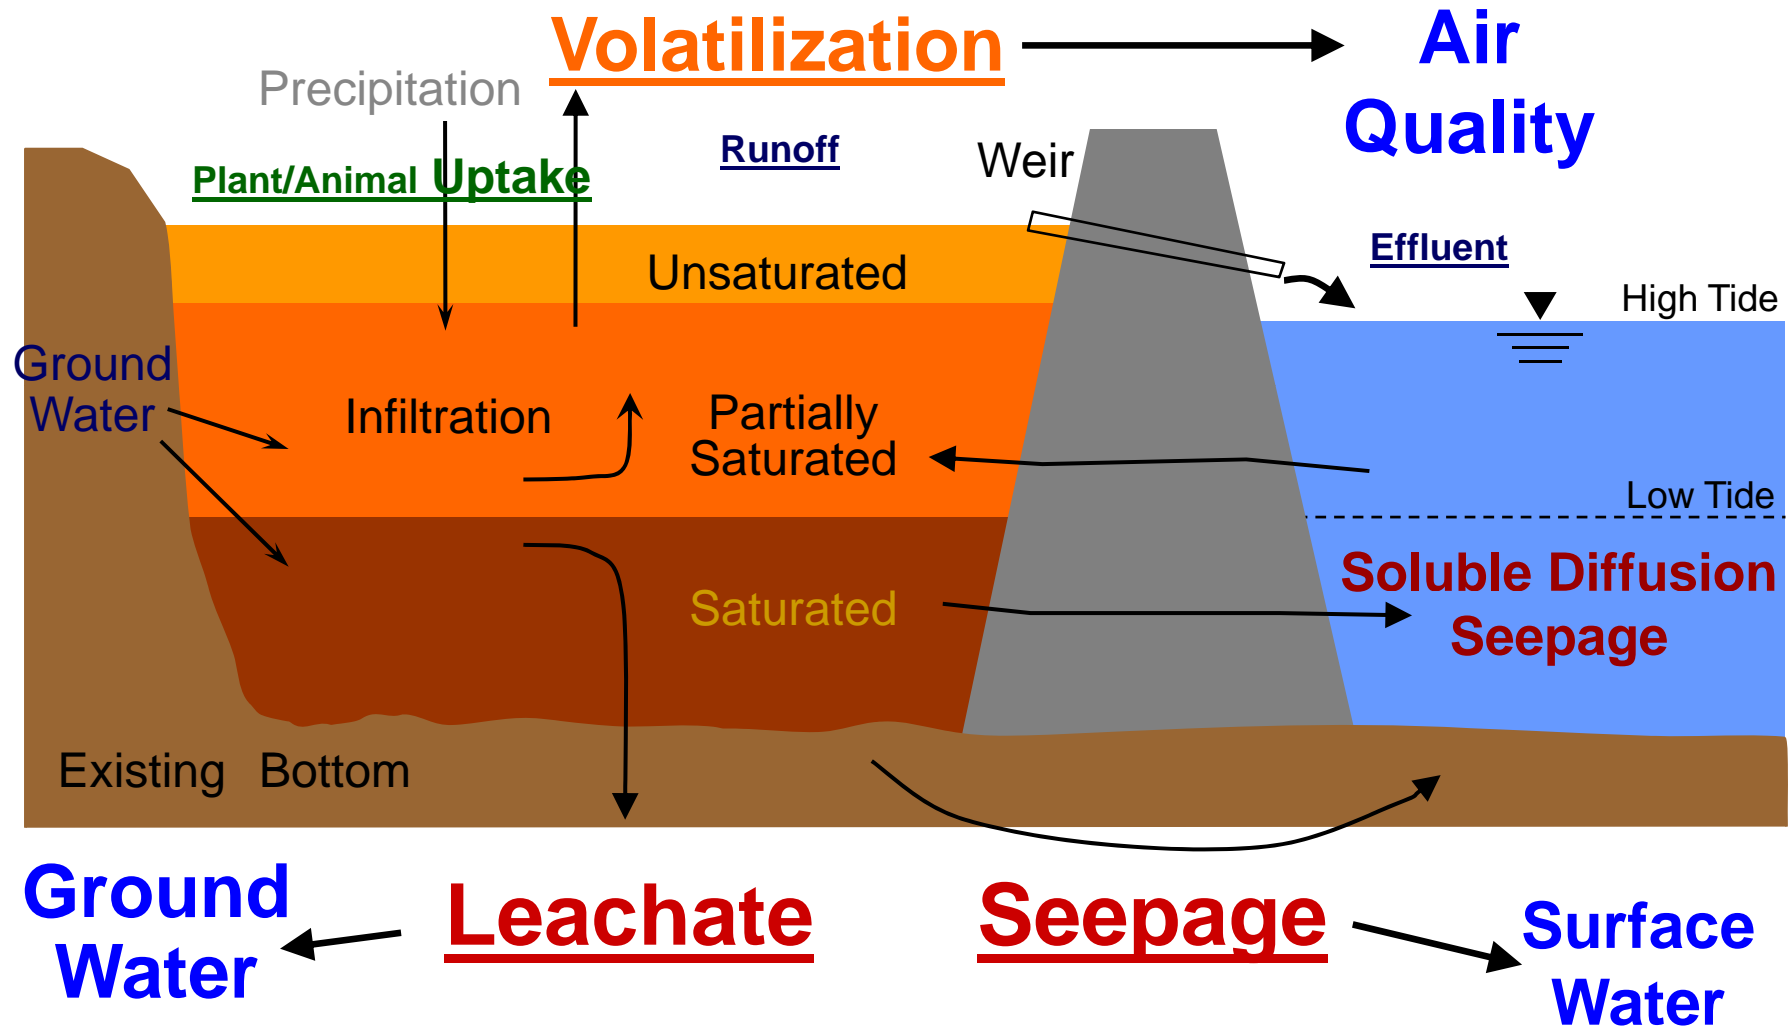 Volatilization
Air
Quality
Precipitation
Runoff
Weir
Plant/Animal Uptake
Effluent
Unsaturated
High Tide
Ground
Water
Infiltration
Partially
Saturated
Low Tide
Saturated
Soluble Diffusion
Seepage
Existing Bottom
Ground
Water
Leachate
Seepage
Surface
Water